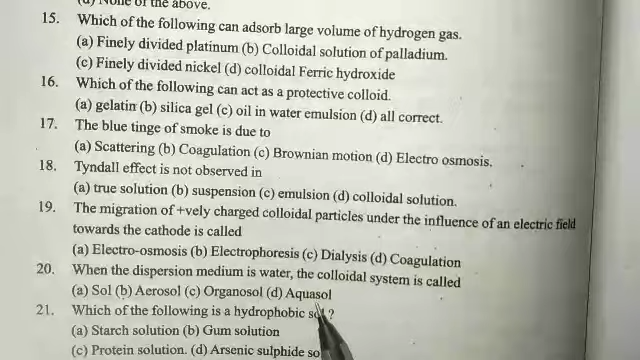 (d) None of the above.
15. Which of the following can adsorb large volume of hydrogen gas.
(a) Finely divided platinum (b) Colloidal solution of palladium.
(c) Finely divided nickel (d) colloidal Ferric hydroxide
16. Which of the following can act as a protective colloid.
(a) gelatin (b) silica gel (c) oil in water emulsion (d) all correct.
17. The blue tinge of smoke is due to
(a) Scattering (b) Coagulation (c) Brownian motion (d) Electro osmosis.
18. Tyndall effect is not observed in
(a) true solution (b) suspension (c) emulsion (d) colloidal solution.
19. The migration of +vely charged colloidal particles under the influence of an electric field
towards the cathode is called
(a) Electro-osmosis (b) Electrophoresis (c) Dialysis (d) Coagulation
20. When the dispersion medium is water, the colloidal system is called
(a) Sol (b) Aerosol (c) Organosol (d) Aquasol
21. Which of the following is a hydrophobic sol ?
(a) Starch solution (b) Gum solution
(c) Protein solution. (d) Arsenic sulphide so